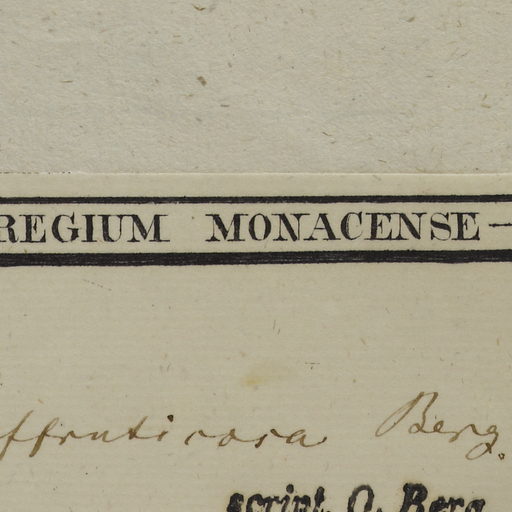 REGIUM MONACENSE —
ffruticosa Berg.
script. O. Berg